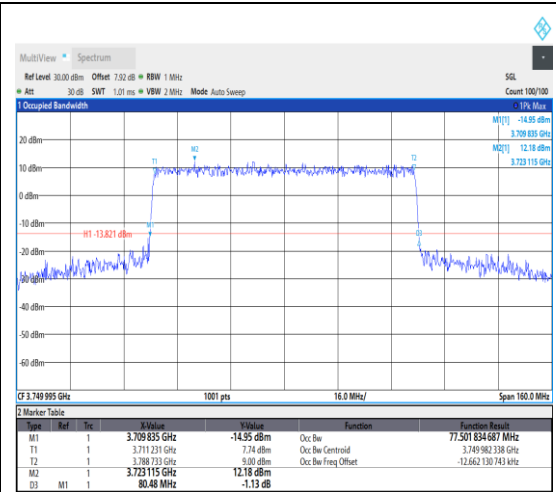 MultiView Spectrum
Ref Level 30.00 dBm Offset 7.92 dB RBW 1 MHz SGL
Att 30 dB SWT 1.01 ms VBW 2 MHz Mode Auto Sweep Count 100/100
1 Occupied Bandwidth 1Pk Max
M1[1] -14.95 dBm
3.709 835 GHz
M2[1] 12.18 dBm
3.723 115 GHz
20 dBm
M2
T1 T2
10 dBm
0 dBm
-10 dBm
M1
H1 -13.821 dBm
D3
-20 dBm
-30 dBm
-40 dBm
-50 dBm
-60 dBm
CF 3.749 995 GHz 1001 pts 16.0 MHz/ Span 160.0 MHz
2 Marker Table
Type Ref Trc X-Value Y-Value Function Function Result
M1 1 3.709 835 GHz -14.95 dBm Occ Bw 77.501 834 687 MHz
T1 1 3.711 231 GHz 7.74 dBm Occ Bw Centroid 3.749 982 338 GHz
T2 1 3.788 733 GHz 9.00 dBm Occ Bw Freq Offset -12.662 130 743 kHz
M2 1 3.723 115 GHz 12.18 dBm
D3 M1 1 80.48 MHz -1.13 dB